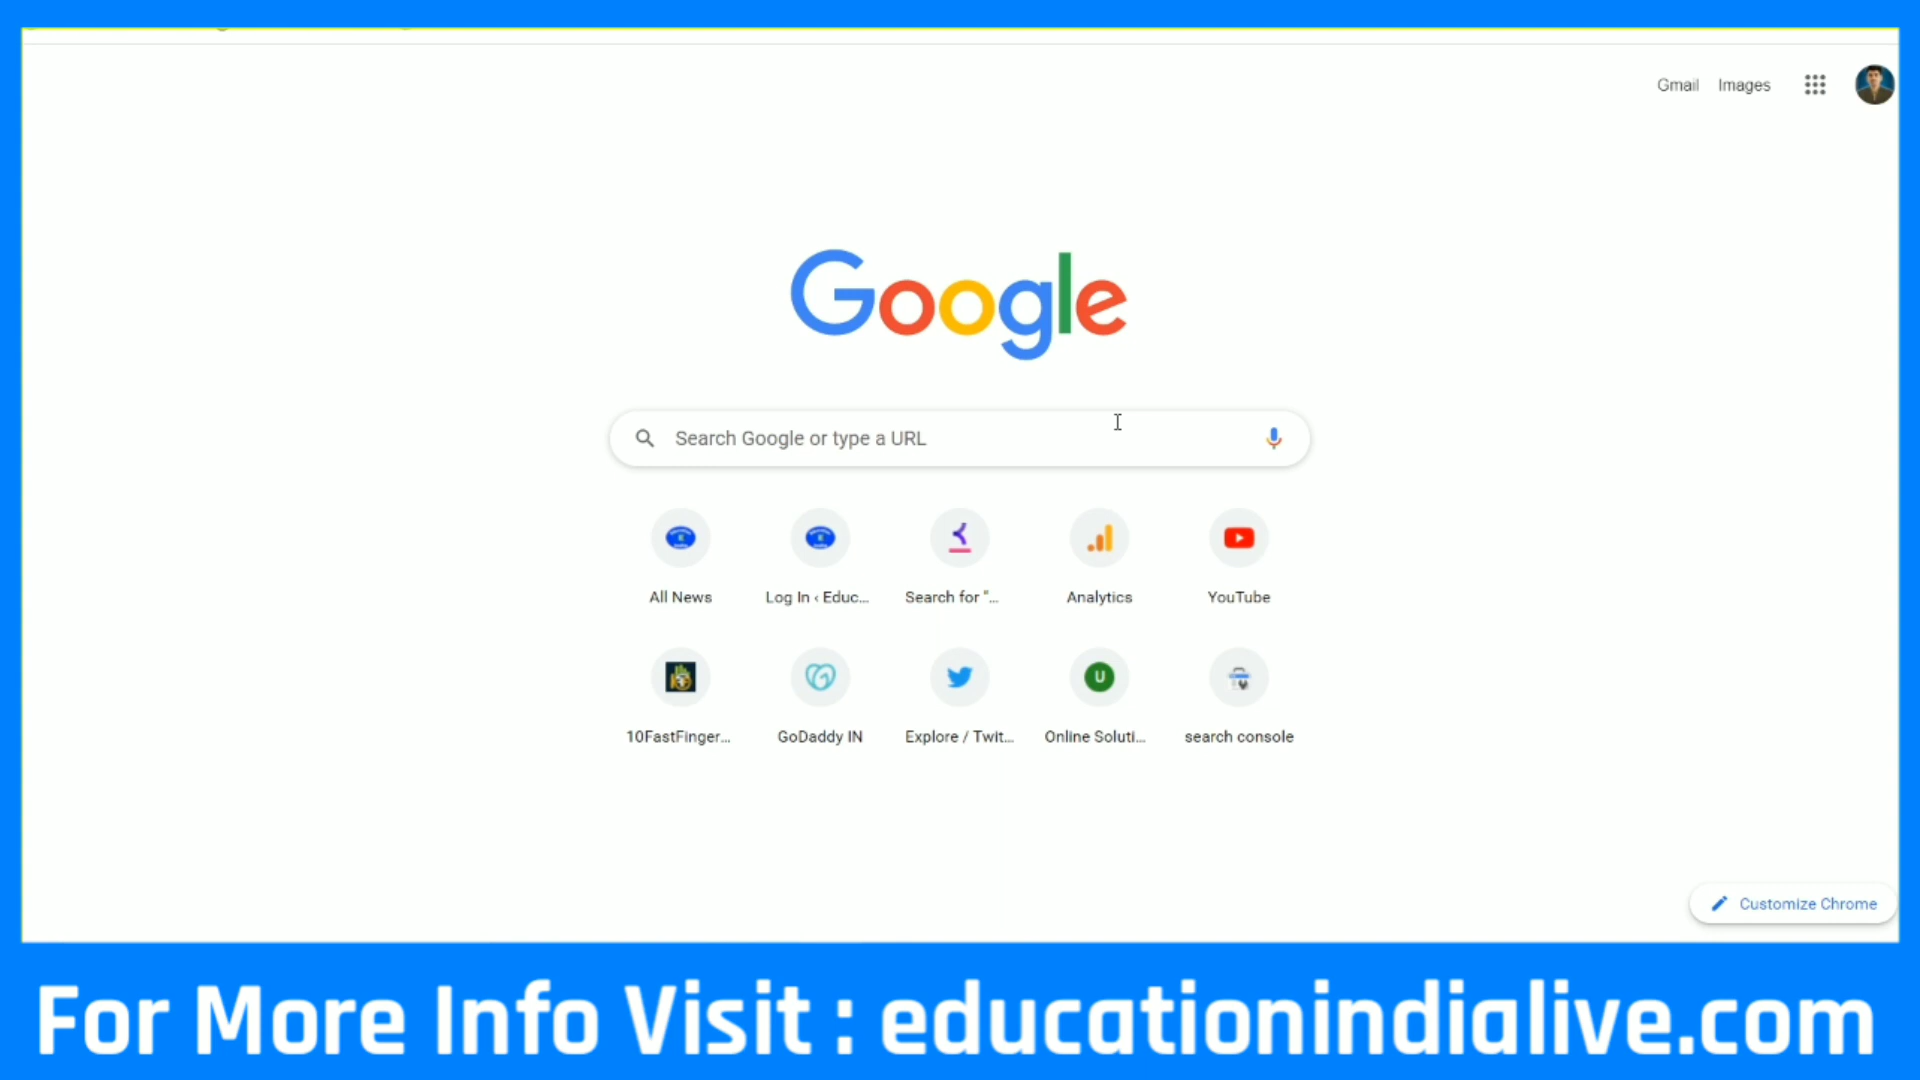 Gmail Images
Google
Search Google or type a URL
All News Log In ‹ Educ... Search for "... Analytics YouTube
U
10FastFinger... GoDaddy IN Explore / Twit... Online Soluti... search console
Customize Chrome
For More Info Visit : educationindialive.com